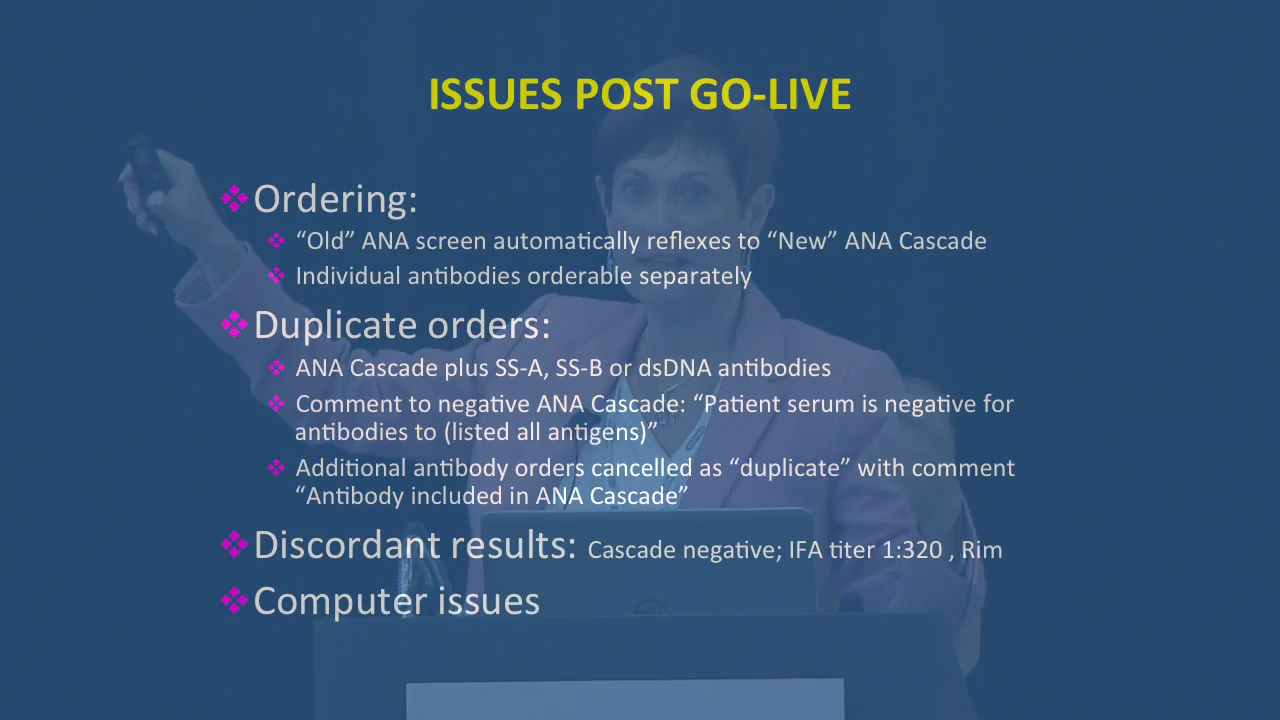 ISSUES POST GO-LIVE
Ordering:
“Old” ANA screen automatically reflexes to “New” ANA Cascade
Individual antibodies orderable separately
Duplicate orders:
ANA Cascade plus SS-A, SS-B or dsDNA antibodies
Comment to negative ANA Cascade: “Patient serum is negative for
antibodies to (listed all antigens)”
Additional antibody orders cancelled as “duplicate” with comment
“Antibody included in ANA Cascade”
Discordant results: Cascade negative; IFA titer 1:320 , Rim
Computer issues